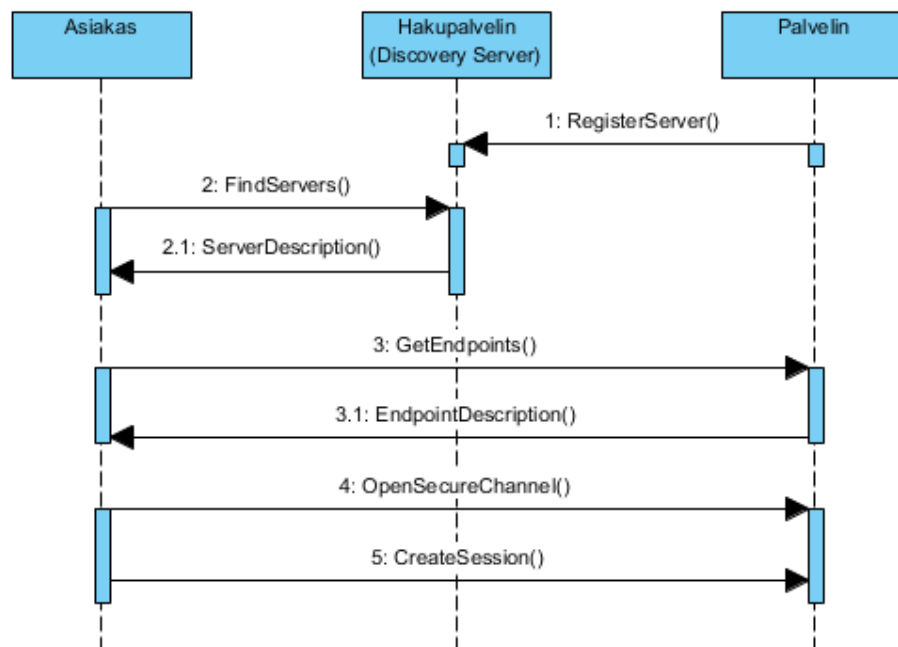 Asiakas
Hakupalvelin
(Discovery Server)
Palvelin
1: RegisterServer()
2: FindServers()
2.1: ServerDescription()
3: GetEndpoints()
3.1: EndpointDescription()
4: OpenSecureChannel()
5: CreateSession()